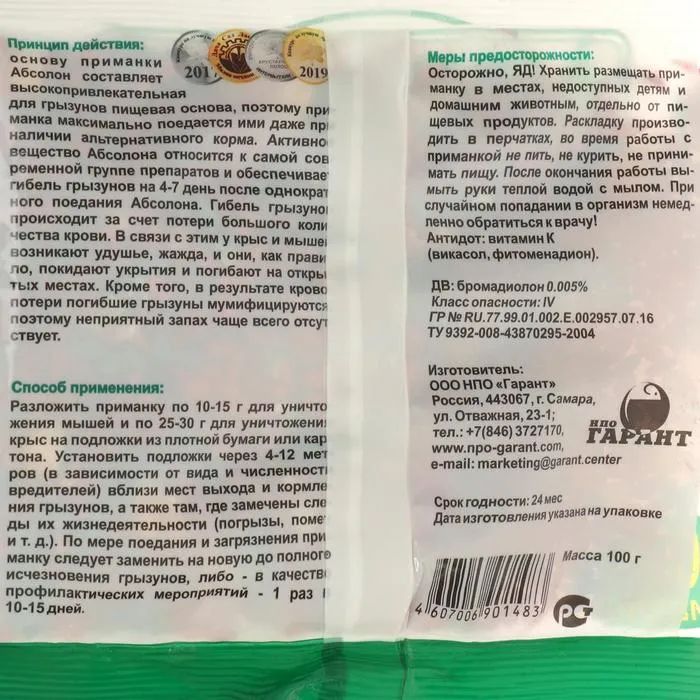 Принцип действия:
основу приманки
Абсолон составляет
высокопривлекательная
для грызунов пищевая основа, поэтому при
манка максимально поедается ими даже пр
наличии альтернативного корма. Активно
вещество Абсолона относится к самой сов
ременной группе препаратов и обеспечивае
гибель грызунов на 4-7 день после однократ
ного поедания Абсолона. Гибель грызуно
происходит за счет потери большого коли
чества крови. В связи с этим у крыс и мыше
возникают удушье, жажда, и они, как прави
ло, покидают укрытия и погибают на откры
тых местах. Кроме того, в результате крово
потери погибшие грызуны мумифицируются
поэтому неприятный запах чаще всего отсут
ствует.
2017
2019
Способ применения:
Разложить приманку по 10-15 г для уничто
жения мышей и по 25-30 г для уничтожени
крыс на подложки из плотной бумаги или кар
тона. Установить подложки через 4-12 мет
ров (в зависимости от вида и численност
вредителей) вблизи мест выхода и кормле
ния грызунов, а также там, где замечены сле
ды их жизнедеятельности (погрызы, поме
и т. д.). По мере поедания и загрязнения при
манку следует заменить на новую до полного
исчезновения грызунов, либо - в качестве
профилактических мероприятий - 1 раз
10-15 дней.
Меры предосторожности:
Осторожно, ЯД! Хранить размещать при-
манку в местах, недоступных детям и
домашним животным, отдельно от пи-
щевых продуктов. Раскладку произво-
дить в перчатках, во время работы с
приманкой не пить, не курить, не прини-
мать пищу. После окончания работы вы-
мыть руки теплой водой с мылом. При
случайном попадании в организм немед-
ленно обратиться к врачу!
Антидот: витамин К
(викасол, фитоменадион).
ДВ: бромадиолон 0.005%
Класс опасности: IV
ГР № RU.77.99.01.002.Е.002957.07.16
ТУ 9392-008-43870295-2004
Изготовитель:
ООО НПО «Гарант»
Россия, 443067, г. Самара,
ул. Отважная, 23-1;
тел.: +7(846) 3727170,
www.npo-garant.com,
e-mail: marketing@garant.center
НПО
ГАРАНТ
Срок годности: 24 мес
Дата изготовления указана на упаковке
Масса 100 г
4 607006 901483
РС